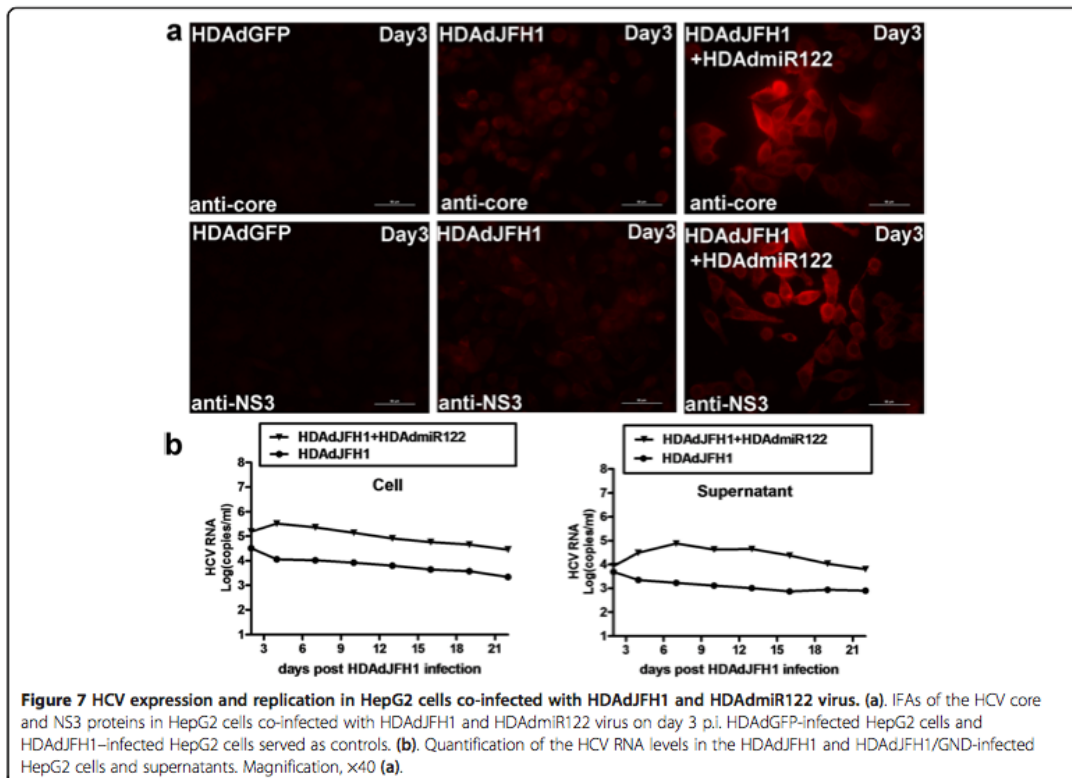 a
HDAdGFP Day3
anti-core
HDAdJFH1 Day3
anti-core
HDAdJFH1 Day3
+HDAdmiR122
anti-core
HDAdGFP Day3
anti-NS3
HDAdJFH1 Day3
anti-NS3
HDAdJFH1 Day3
+HDAdmiR122
anti-NS3
b
HDAdJFH1+HDAdmiR122
HDAdJFH1
Cell
HCV RNA
Log(copies/ml)
8
7
6
5
4
3
2
1
3 6 9 12 15 18 21
days post HDAdJFH1 infection
HDAdJFH1+HDAdmiR122
HDAdJFH1
Supernatant
HCV RNA
Log(copies/ml)
8
7
6
5
4
3
2
1
3 6 9 12 15 18 21
days post HDAdJFH1 infection
Figure 7 HCV expression and replication in HepG2 cells co-infected with HDAdJFH1 and HDAdmiR122 virus. (a). IFAs of the HCV core
and NS3 proteins in HepG2 cells co-infected with HDAdJFH1 and HDAdmiR122 virus on day 3 p.i. HDAdGFP-infected HepG2 cells and
HDAdJFH1–infected HepG2 cells served as controls. (b). Quantification of the HCV RNA levels in the HDAdJFH1 and HDAdJFH1/GND-infected
HepG2 cells and supernatants. Magnification, ×40 (a).